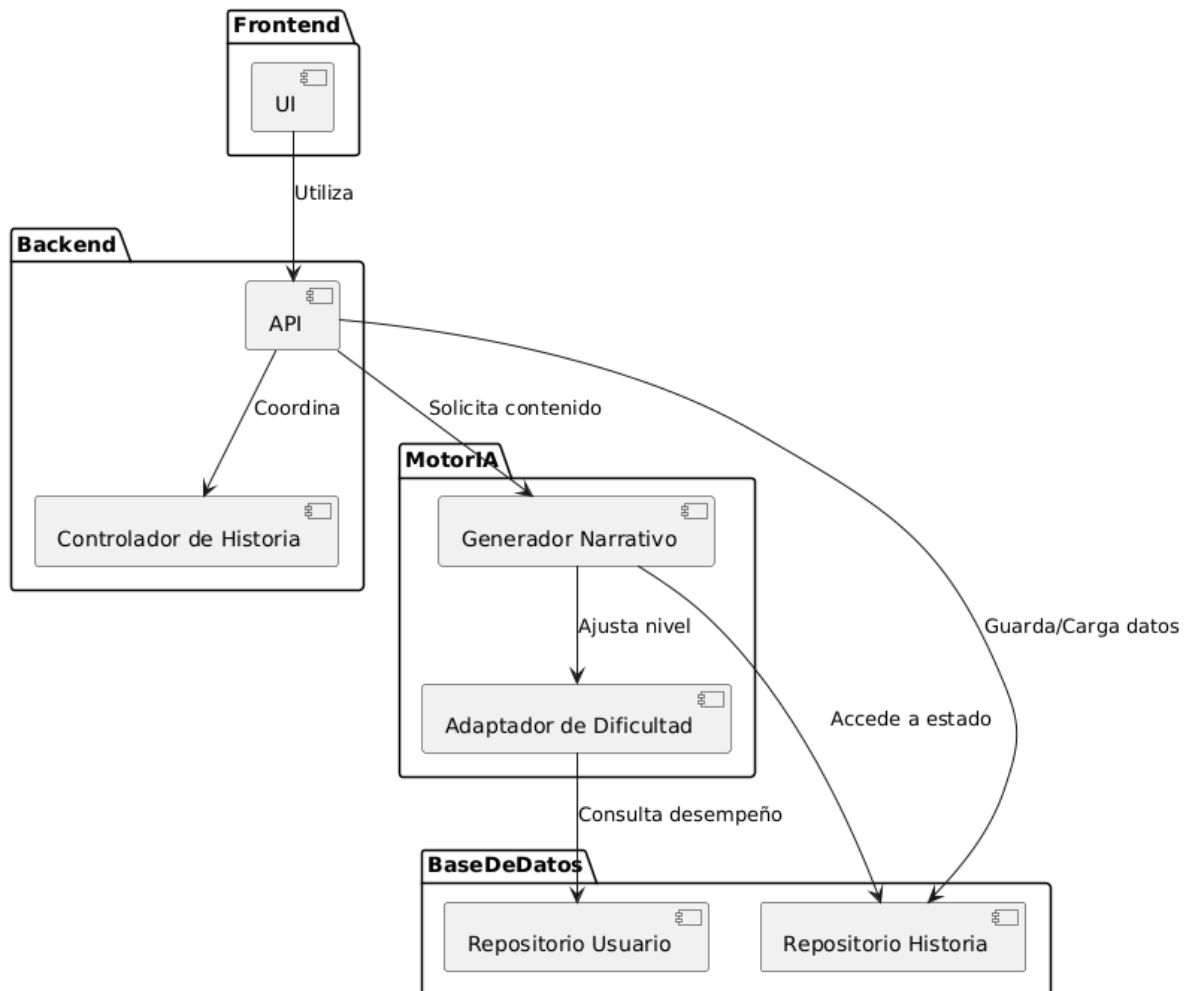 Frontend
UI
Utiliza
Backend
API
Coordina
Solicita contenido
MotorIA
Controlador de Historia
Generador Narrativo
Ajusta nivel
Guarda/Carga datos
Adaptador de Dificultad
Accede a estado
Consulta desempeño
BaseDeDatos
Repositorio Usuario
Repositorio Historia